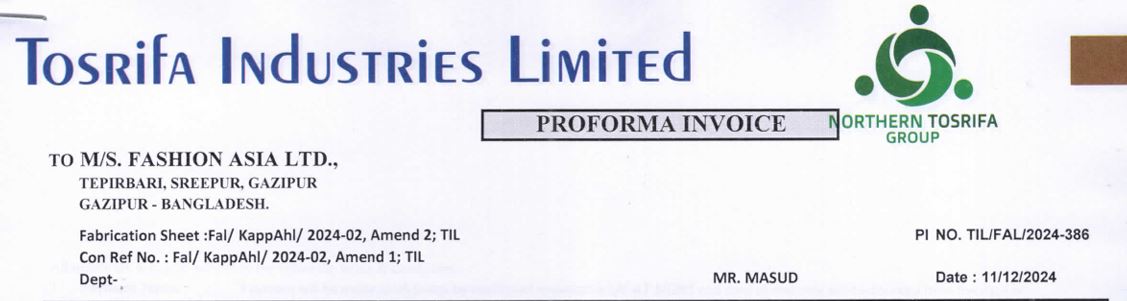 Tosrifa Industries Limited
PROFORMA INVOICE
NORTHERN TOSRIFA
GROUP
TO M/S. FASHION ASIA LTD.,
TEPIRBARI, SREEPUR, GAZIPUR
GAZIPUR - BANGLADESH.
Fabrication Sheet :Fal/ KappAhl/ 2024-02, Amend 2; TIL
PI NO. TIL/FAL/2024-386
Con Ref No. : Fal/ KappAhl/ 2024-02, Amend 1; TIL
Dept-
MR. MASUD
Date : 11/12/2024